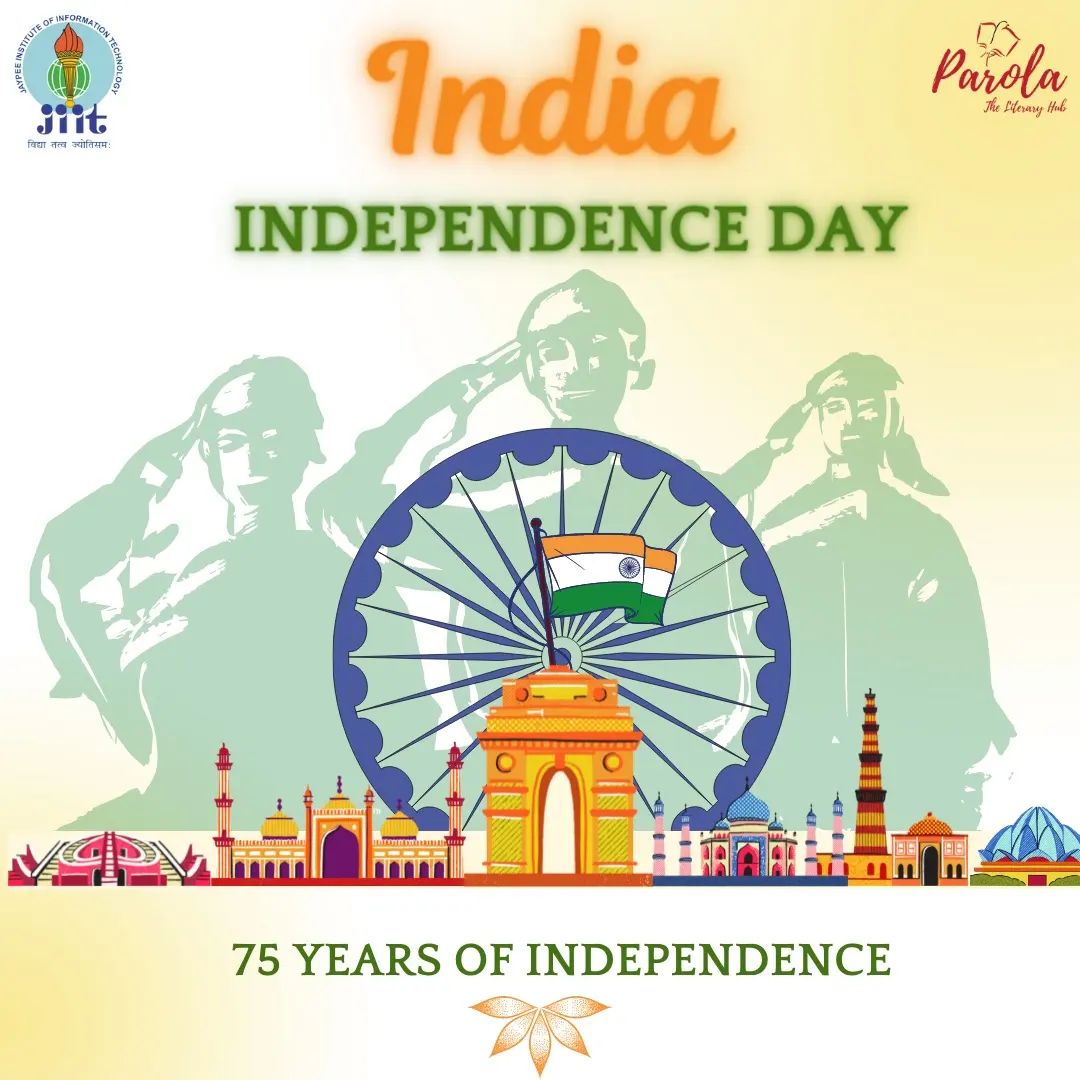 JAYPEE INSTITUTE OF INFORMATION TECHNOLOGY
jiit
विद्या तत्व ज्योतिसमः
Parola
The Literary Hub
India
INDEPENDENCE DAY
75 YEARS OF INDEPENDENCE